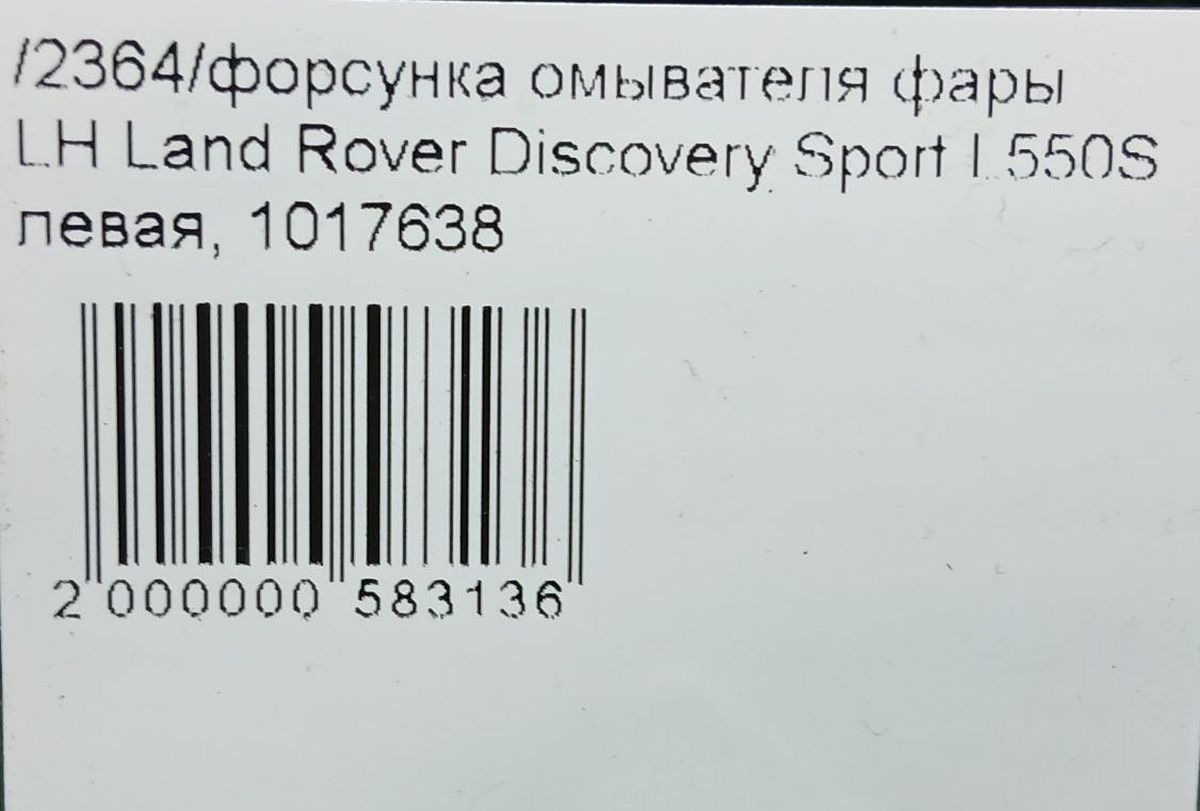 /2364/форсунка омывателя фары
LH Land Rover Discovery Sport L550S
левая, 1017638
2 000000 583136